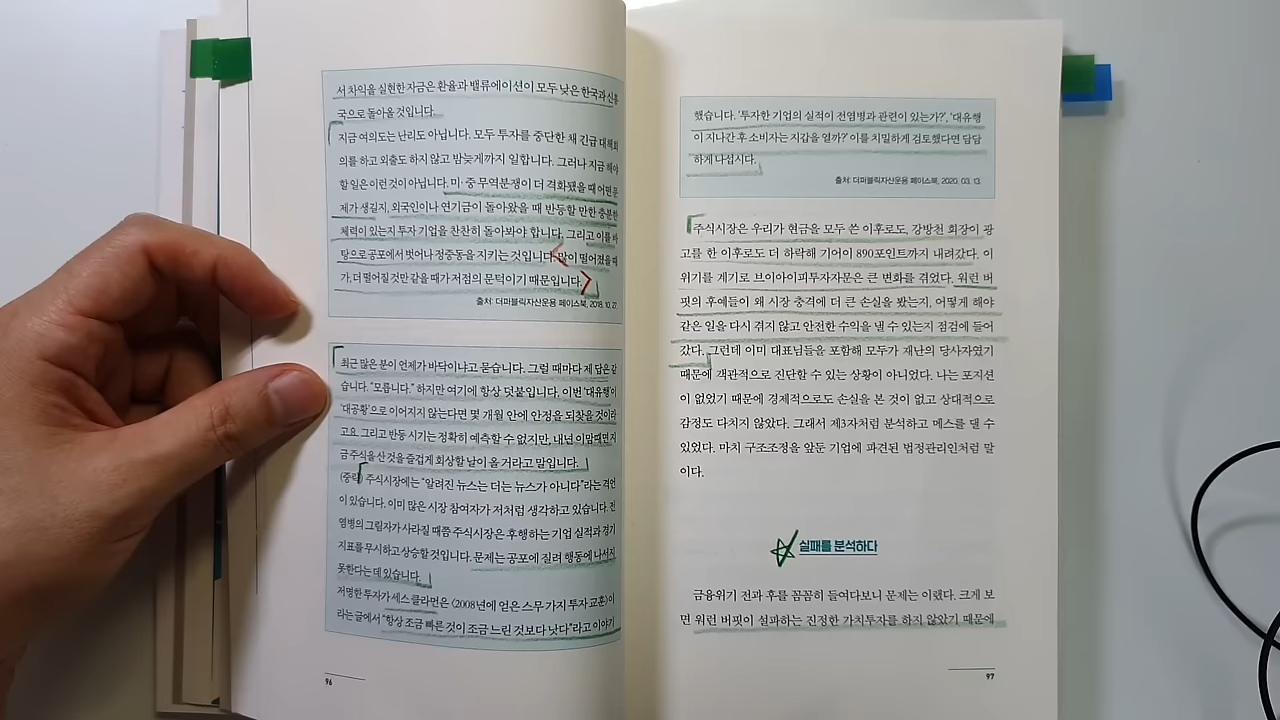 서 차익을 실현한 자금은 환율과 밸류에이션이 모두 낮은 한국과 신흥
국으로 돌아올 것입니다.
지금 여의도는 난리도 아닙니다. 모두 투자를 중단한 채 긴급 대책회
의를 하고 외출도 하지 않고 밤늦게까지 일합니다. 그러나 지금 해야
할 일은 이런 것이 아닙니다. 미·중 무역분쟁이 더 격화됐을 때 어떤 문
제가 생길지, 외국인이나 연기금이 돌아왔을 때 반등할 만한 충분한
체력이 있는지 투자 기업을 찬찬히 돌아봐야 합니다. 그리고 이를 바
탕으로 공포에서 벗어나 정중동을 지키는 것입니다. 많이 떨어졌을 때
가, 더 떨어질 것만 같을 때가 저점의 문턱이기 때문입니다.
출처: 더퍼블릭자산운용 페이스북, 2018. 10. 27.
최근 많은 분이 언제가 바닥이냐고 묻습니다. 그럴 때마다 제 답은 같
습니다. “모릅니다.” 하지만 여기에 항상 덧붙입니다. 이번 ‘대유행이
‘대공황’으로 이어지지 않는다면 몇 개월 안에 안정을 되찾을 것이라
고요. 그리고 반등 시기는 정확히 예측할 수 없지만, 내년 이맘때면 지
금 주식을 산 것을 즐겁게 회상할 날이 올 거라고 말입니다.
(중략) 주식시장에는 “알려진 뉴스는 더는 뉴스가 아니다”라는 격언
이 있습니다. 이미 많은 시장 참여자가 저처럼 생각하고 있습니다. 전
염병의 그림자가 사라질 때쯤 주식시장은 후행하는 기업 실적과 경기
지표를 무시하고 상승할 것입니다. 문제는 공포에 질려 행동에 나서지
못한다는 데 있습니다.
저명한 투자가 세스 클라먼은 〈2008년에 얻은 스무 가지 투자 교훈〉이
라는 글에서 “항상 조금 빠른 것이 조금 느린 것보다 낫다”라고 이야기
96
했습니다. ‘투자한 기업의 실적이 전염병과 관련이 있는가?’, ‘대유행
이 지나간 후 소비자는 지갑을 열까?’ 이를 치밀하게 검토했다면 담담
하게 나섭시다.
출처: 더퍼블릭자산운용 페이스북, 2020. 03. 13.
주식시장은 우리가 현금을 모두 쓴 이후로도, 강방천 회장이 광
고를 한 이후로도 더 하락해 기어이 890포인트까지 내려갔다. 이
위기를 계기로 브이아이피투자자문은 큰 변화를 겪었다. 워런 버
핏의 후예들이 왜 시장 충격에 더 큰 손실을 봤는지, 어떻게 해야
같은 일을 다시 겪지 않고 안전한 수익을 낼 수 있는지 점검에 들어
갔다. 그런데 이미 대표님들을 포함해 모두가 재난의 당사자였기
때문에 객관적으로 진단할 수 있는 상황이 아니었다. 나는 포지션
이 없었기 때문에 경제적으로도 손실을 본 것이 없고 상대적으로
감정도 다치지 않았다. 그래서 제3자처럼 분석하고 메스를 댈 수
있었다. 마치 구조조정을 앞둔 기업에 파견된 법정관리인처럼 말
이다.
실패를 분석하다
금융위기 전과 후를 꼼꼼히 들여다보니 문제는 이랬다. 크게 보
면 워런 버핏이 설파하는 진정한 가치투자를 하지 않았기 때문에
97